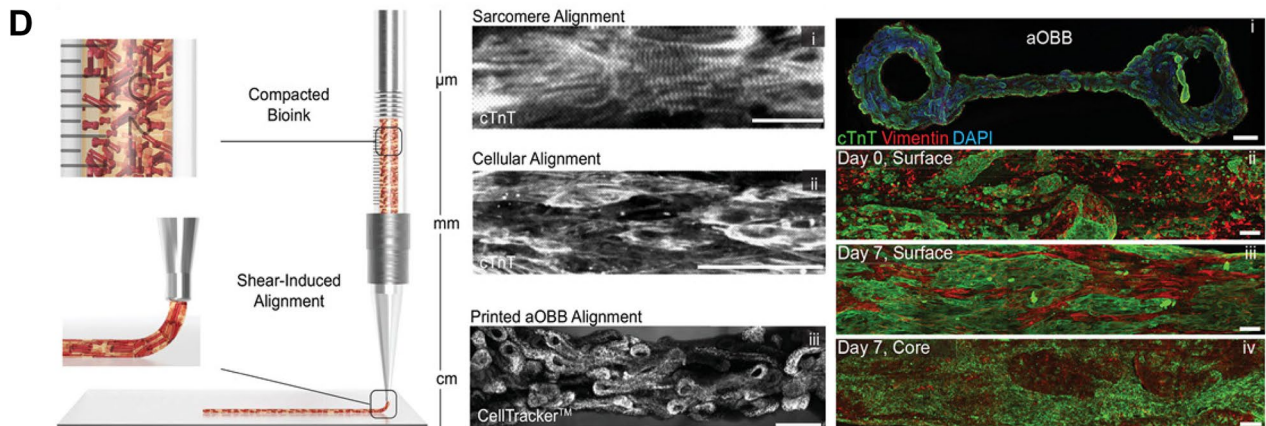 D
Compacted
Bioink
Shear-Induced
Alignment
µm
mm
cm
Sarcomere Alignment
i
cTnT
Cellular Alignment
ii
cTnT
Printed aOBB Alignment
iii
CellTracker™
aOBB
i
cTnT Vimentin DAPI
Day 0, Surface
ii
Day 7, Surface
iii
Day 7, Core
iv